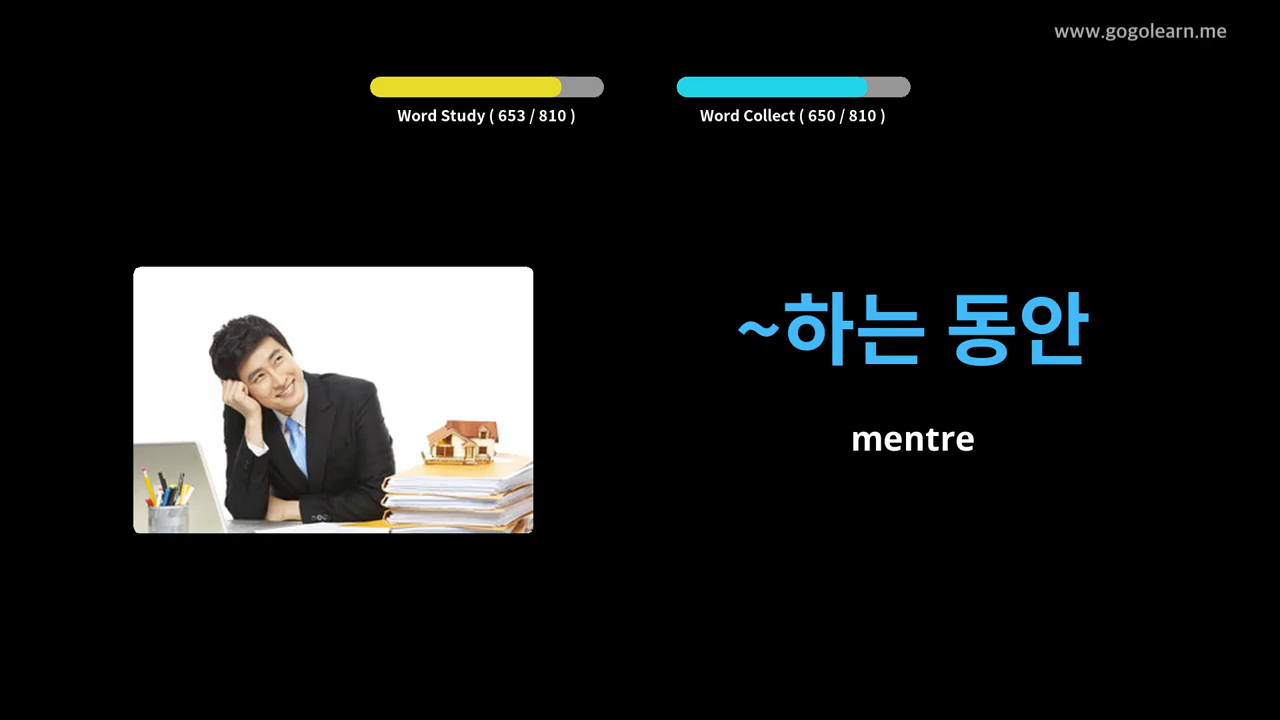 www.gogolearn.me
Word Study ( 653 / 810 )
Word Collect ( 650 / 810 )
~하는 동안
mentre